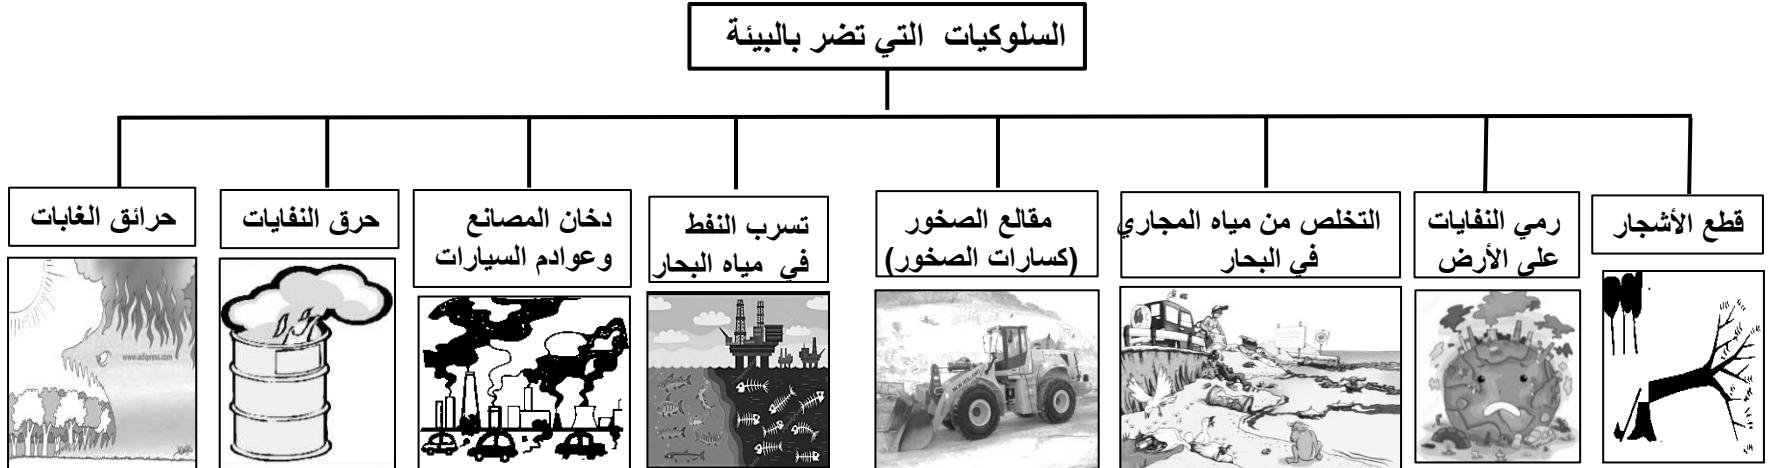 السلوكيات التي تضر بالبيئة
قطع الأشجار
رمي النفايات
على الأرض
التخلص من مياه المجاري
في البحار
مقالع الصخور
(كسارات الصخور)
تسرب النفط
في مياه البحار
دخان المصانع
وعوادم السيارات
حرق النفايات
حرائق الغابات